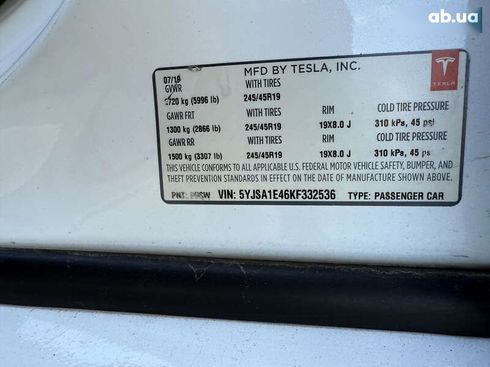 ab.ua
MFD BY TESLA, INC.
GVWR WITH TIRES
kg (5996 lb) 245/45R19
GAWR FRT WITH TIRES RIM COLD TIRE PRESSURE
1300 kg (2866 lb) 245/45R19 19X8.0 J 310 kPa, 45 psi
GAWR RR WITH TIRES RIM COLD TIRE PRESSURE
1500 kg (3307 lb) 245/45R19 19X8.0 J 310 kPa, 45 psi
THIS VEHICLE CONFORMS TO ALL APPLICABLE U.S. FEDERAL MOTOR VEHICLE SAFETY, BUMPER, AND
THEFT PREVENTION STANDARDS IN EFFECT ON THE DATE OF MANUFACTURE SHOWN ABOVE.
PNT: PBSW VIN: 5YJSA1E46KF332536 TYPE: PASSENGER CAR
TESLA